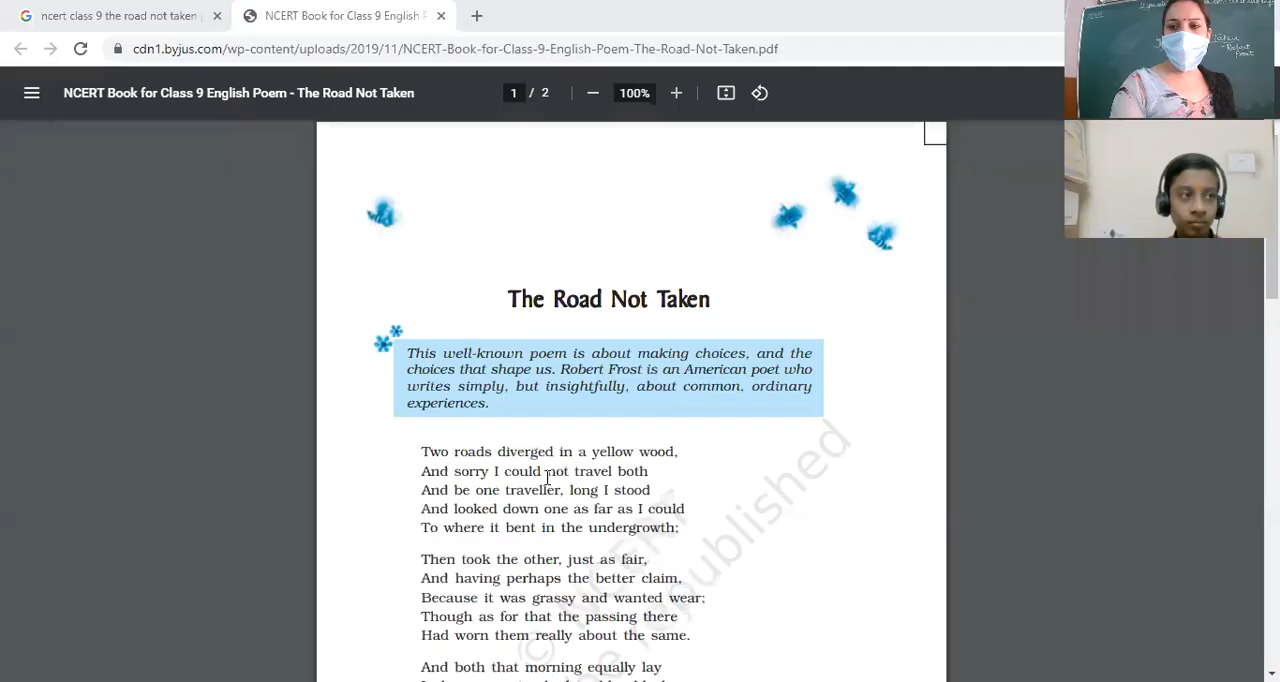 ncert class 9 the road not taken
NCERT Book for Class 9 English P
cdn1.byjus.com/wp-content/uploads/2019/11/NCERT-Book-for-Class-9-English-Poem-The-Road-Not-Taken.pdf
NCERT Book for Class 9 English Poem - The Road Not Taken
1 / 2
100%
Taken
- Robert
Frost
The Road Not Taken
This well-known poem is about making choices, and the
choices that shape us. Robert Frost is an American poet who
writes simply, but insightfully, about common, ordinary
experiences.
Two roads diverged in a yellow wood,
And sorry I could not travel both
And be one traveller, long I stood
And looked down one as far as I could
To where it bent in the undergrowth;
Then took the other, just as fair,
And having perhaps the better claim,
Because it was grassy and wanted wear;
Though as for that the passing there
Had worn them really about the same.
And both that morning equally lay
© NCERT
be republished